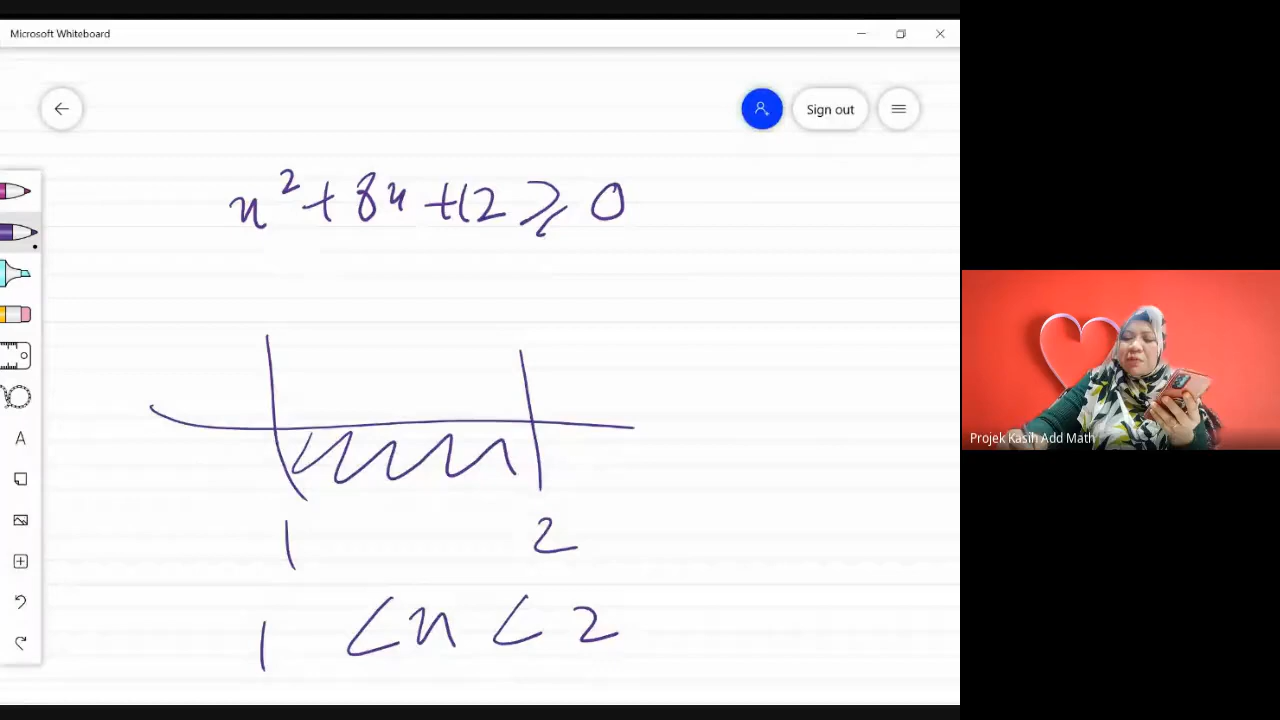 Microsoft Whiteboard
Sign out
x² + 8x + 12 ⩾ 0
A
1 2
1 < x < 2
Projek Kasih Add Math